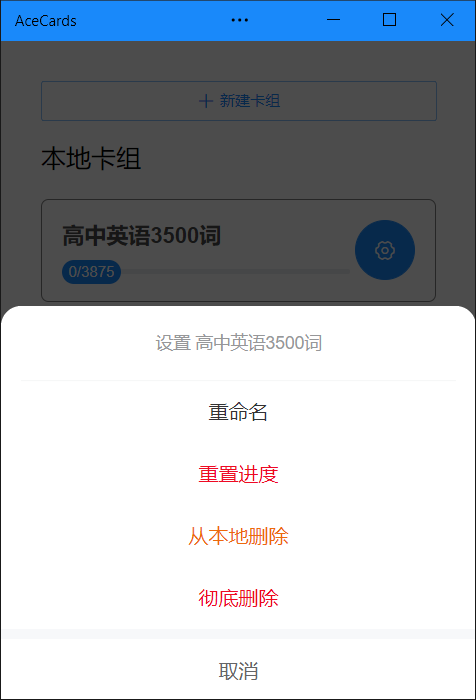 AceCards
新建卡组
本地卡组
高中英语3500词
0/3875
设置 高中英语3500词
重命名
重置进度
从本地删除
彻底删除
取消